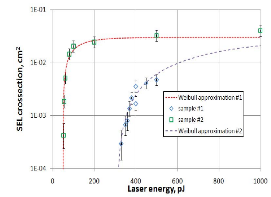 1E-01
1E-02
1E-03
1E-04
SEL crossection, cm²
0
200
400
600
800
1000
Laser energy, pJ
Weibull approximation #1
sample #1
sample #2
Weibull approximation #2